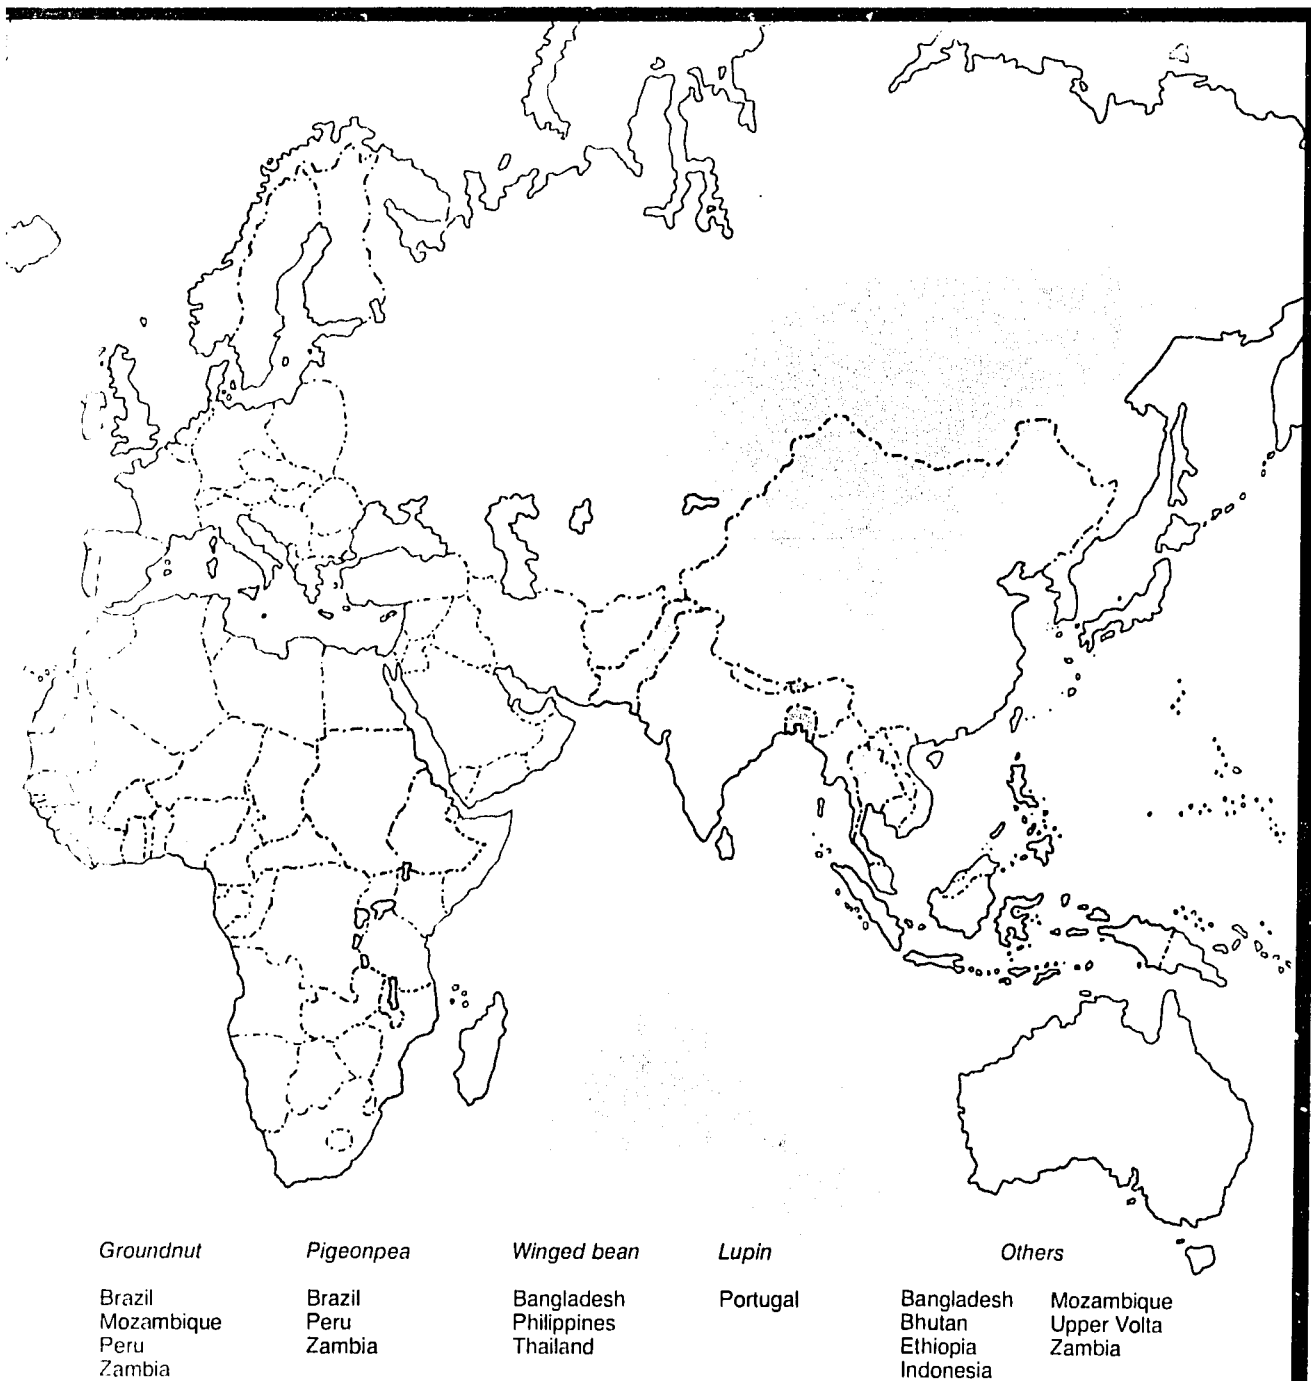 Groundnut
Brazil
Mozambique
Peru
Zambia
Pigeonpea
Brazil
Peru
Zambia
Winged bean
Bangladesh
Philippines
Thailand
Lupin
Portugal
Others
Bangladesh
Bhutan
Ethiopia
Indonesia
Mozambique
Upper Volta
Zambia